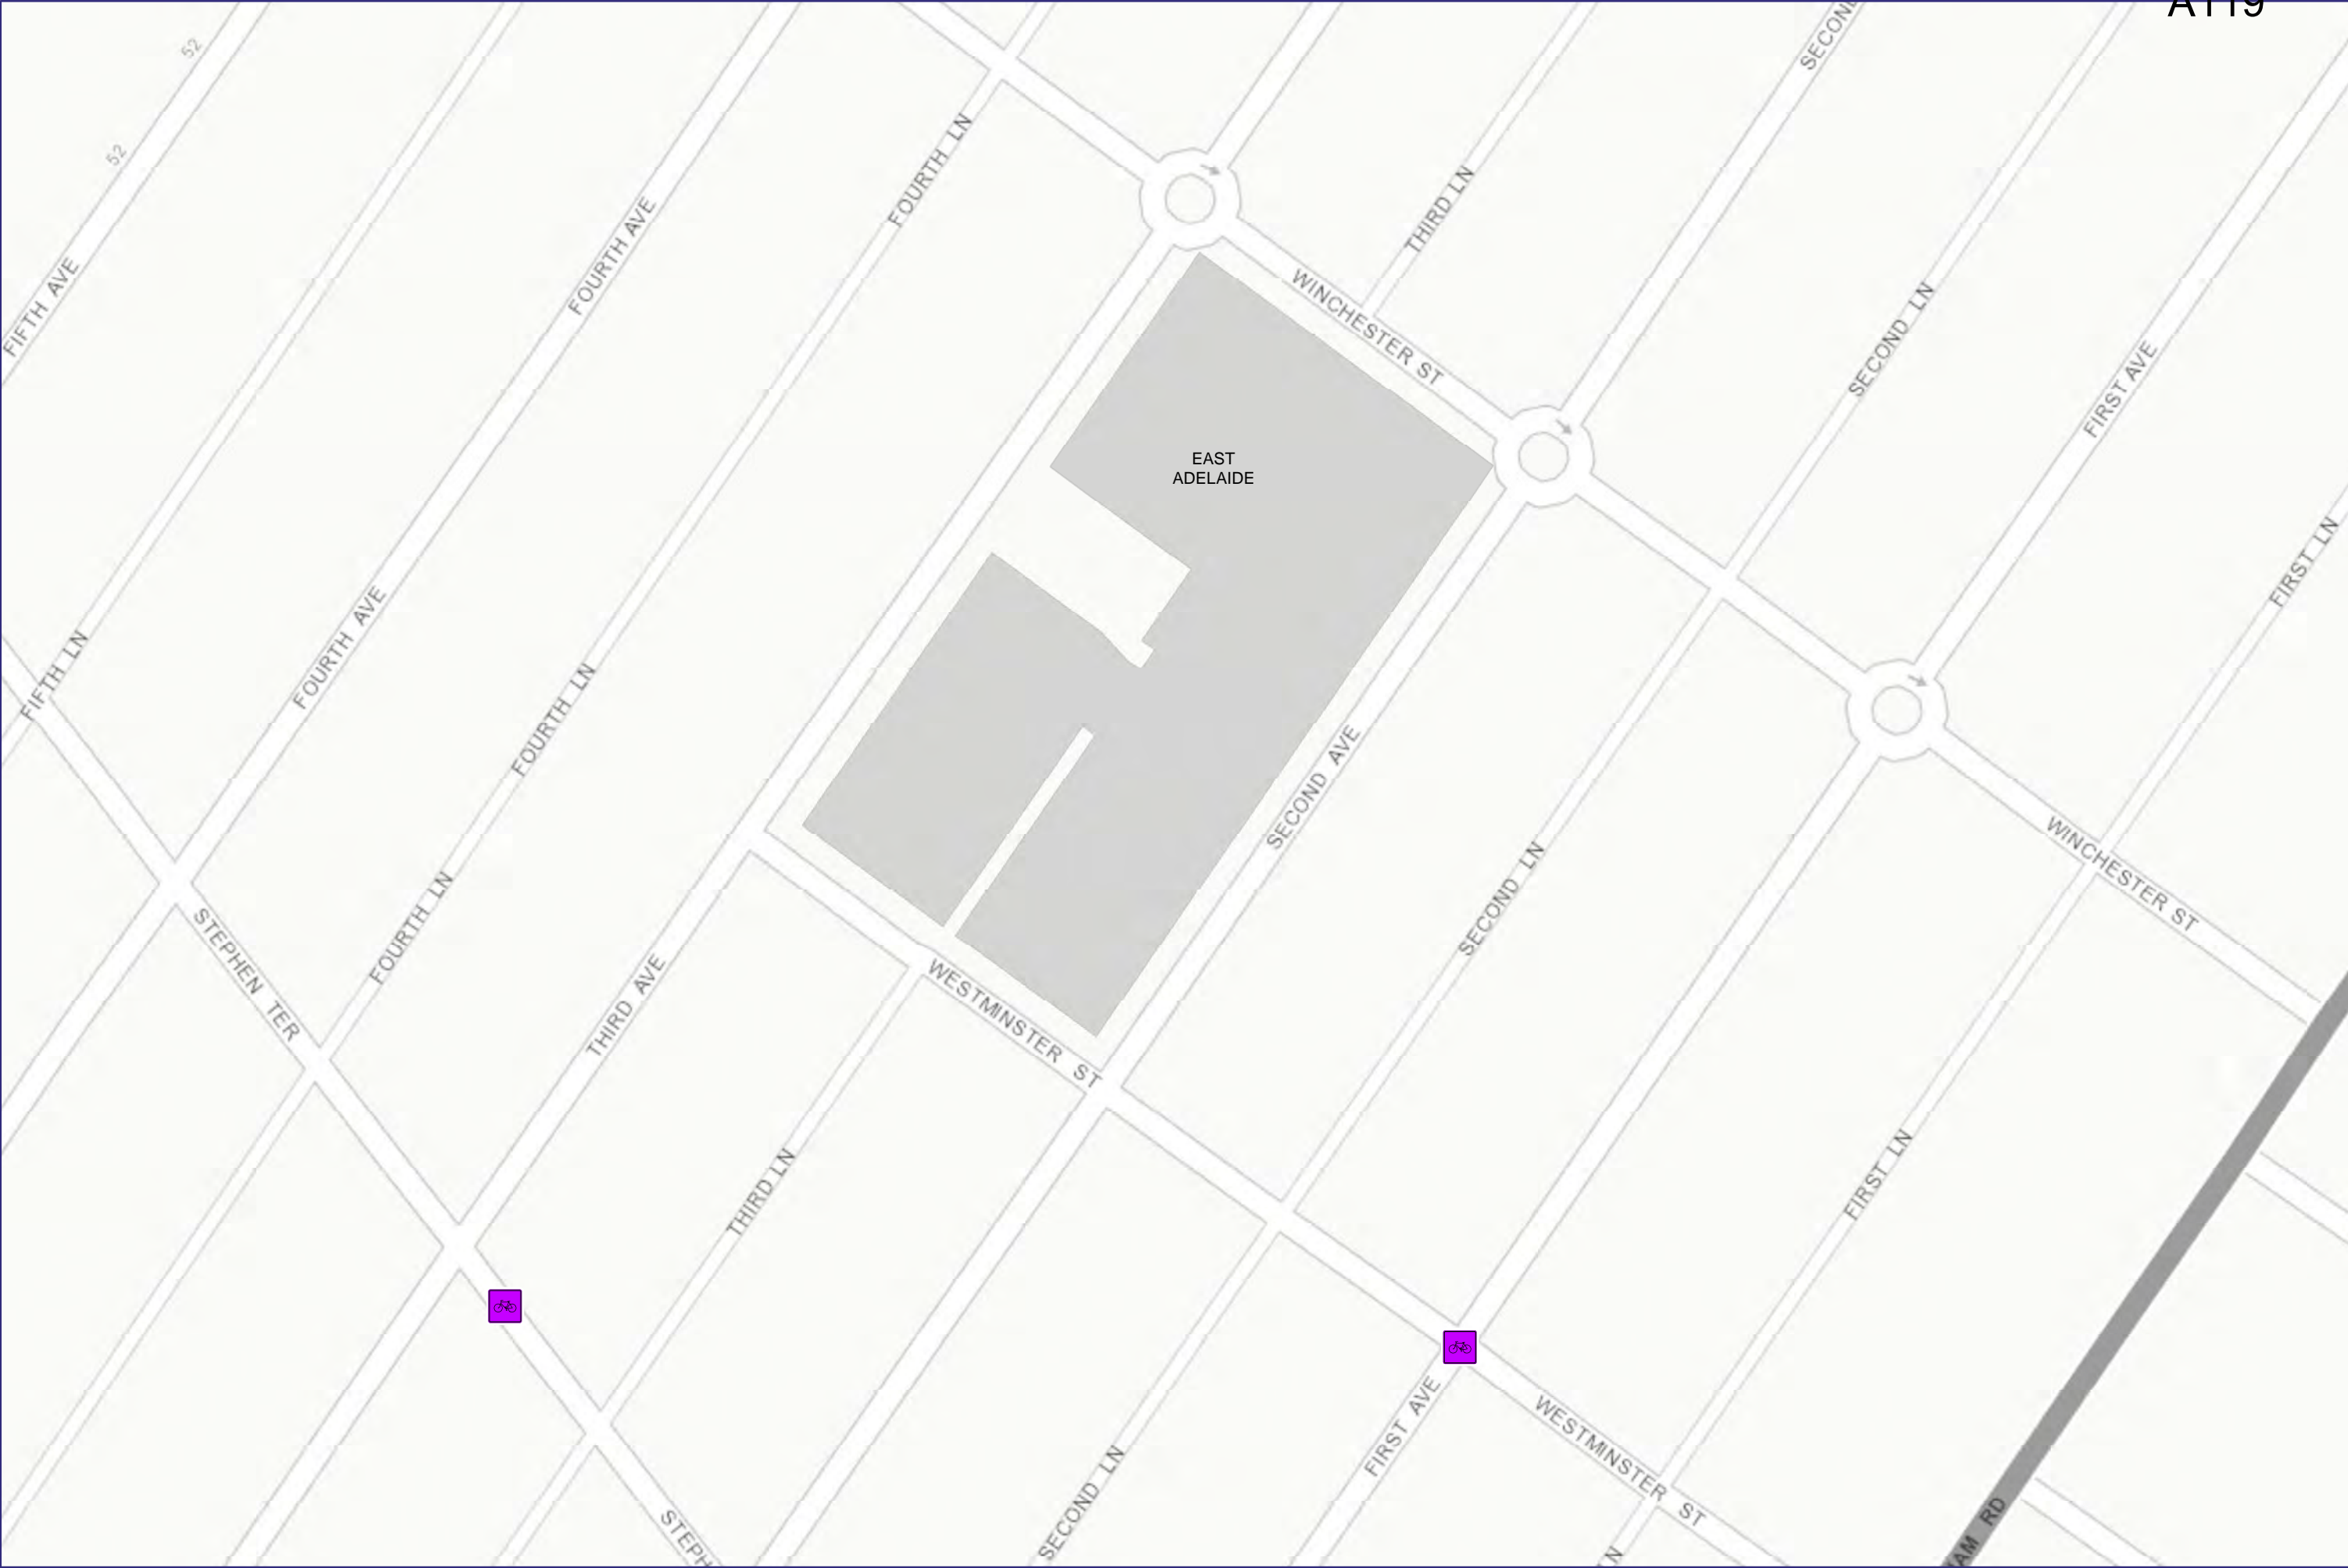 A119
52
SECOND
52
FOURTH LN
THIRD LN
FOURTH AVE
FIFTH AVE
WINCHESTER ST
SECOND LN
FIRST AVE
EAST
ADELAIDE
FIRST LN
FOURTH AVE
FIFTH LN
FOURTH LN
SECOND AVE
SECOND LN
WINCHESTER ST
FOURTH LN
STEPHEN TER
THIRD AVE
WESTMINSTER ST
THIRD LN
FIRST LN
FIRST AVE
WESTMINSTER ST
SECOND LN
STEPH
AM RD
N